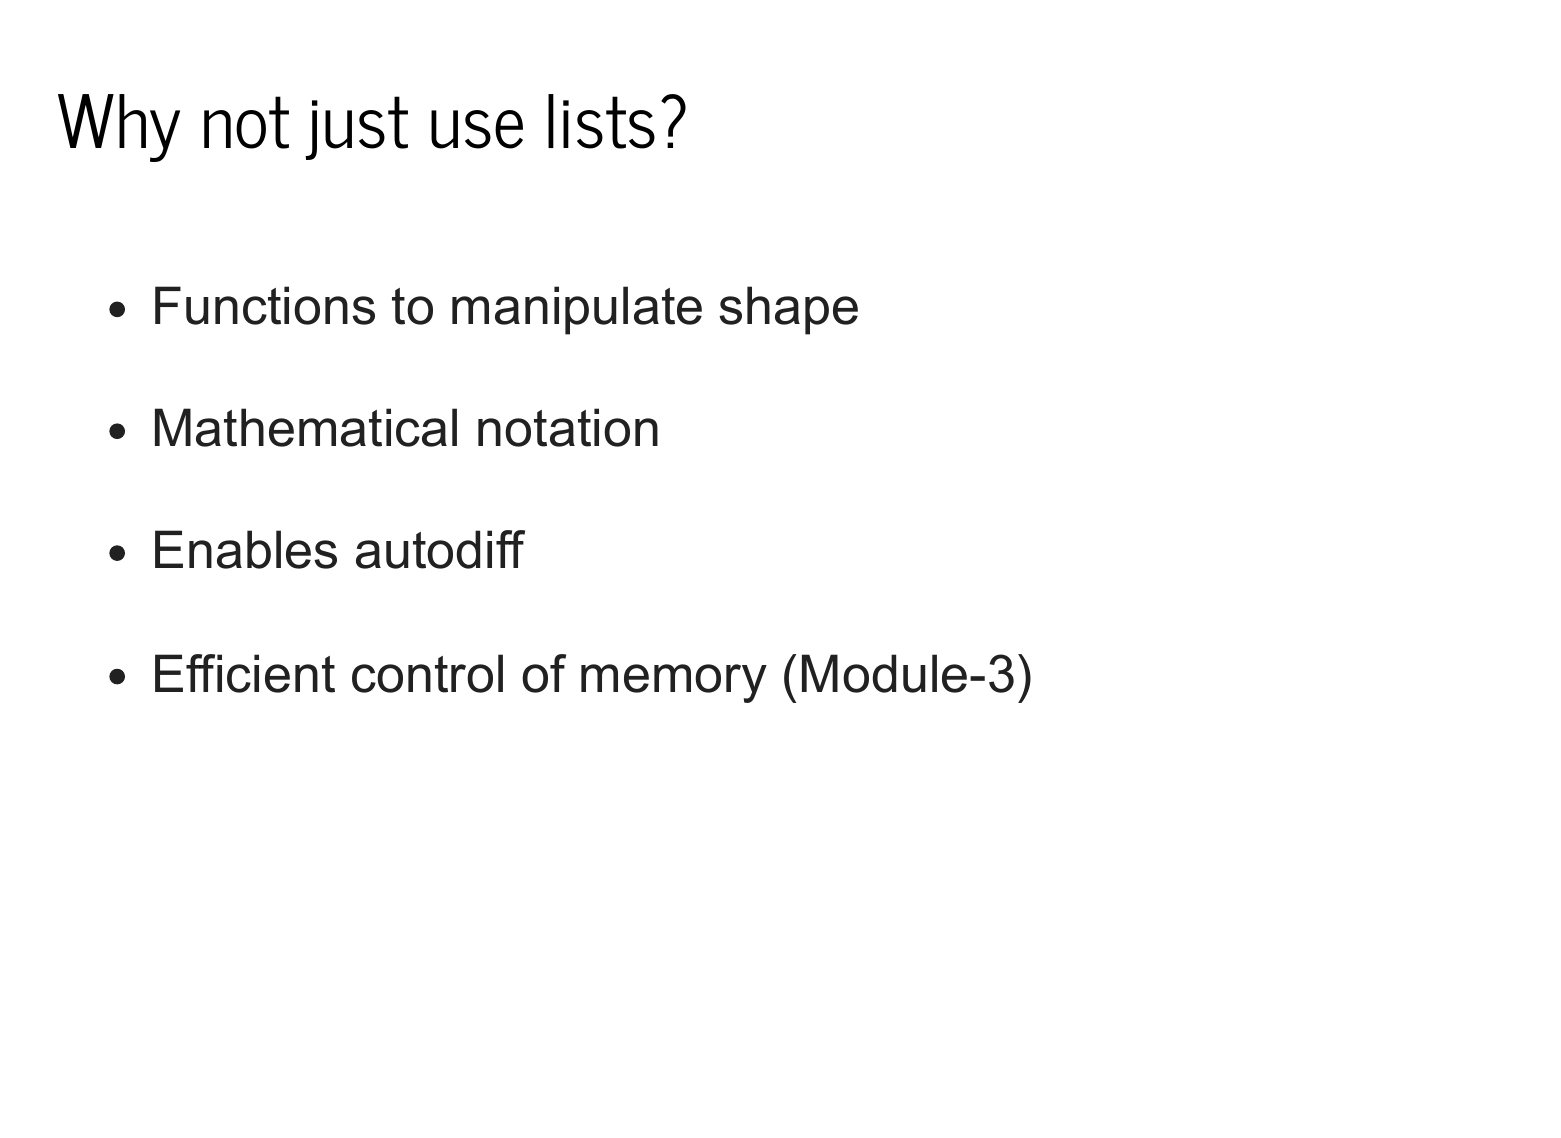 Why not just use lists?
• Functions to manipulate shape
• Mathematical notation
• Enables autodiff
• Efficient control of memory (Module-3)